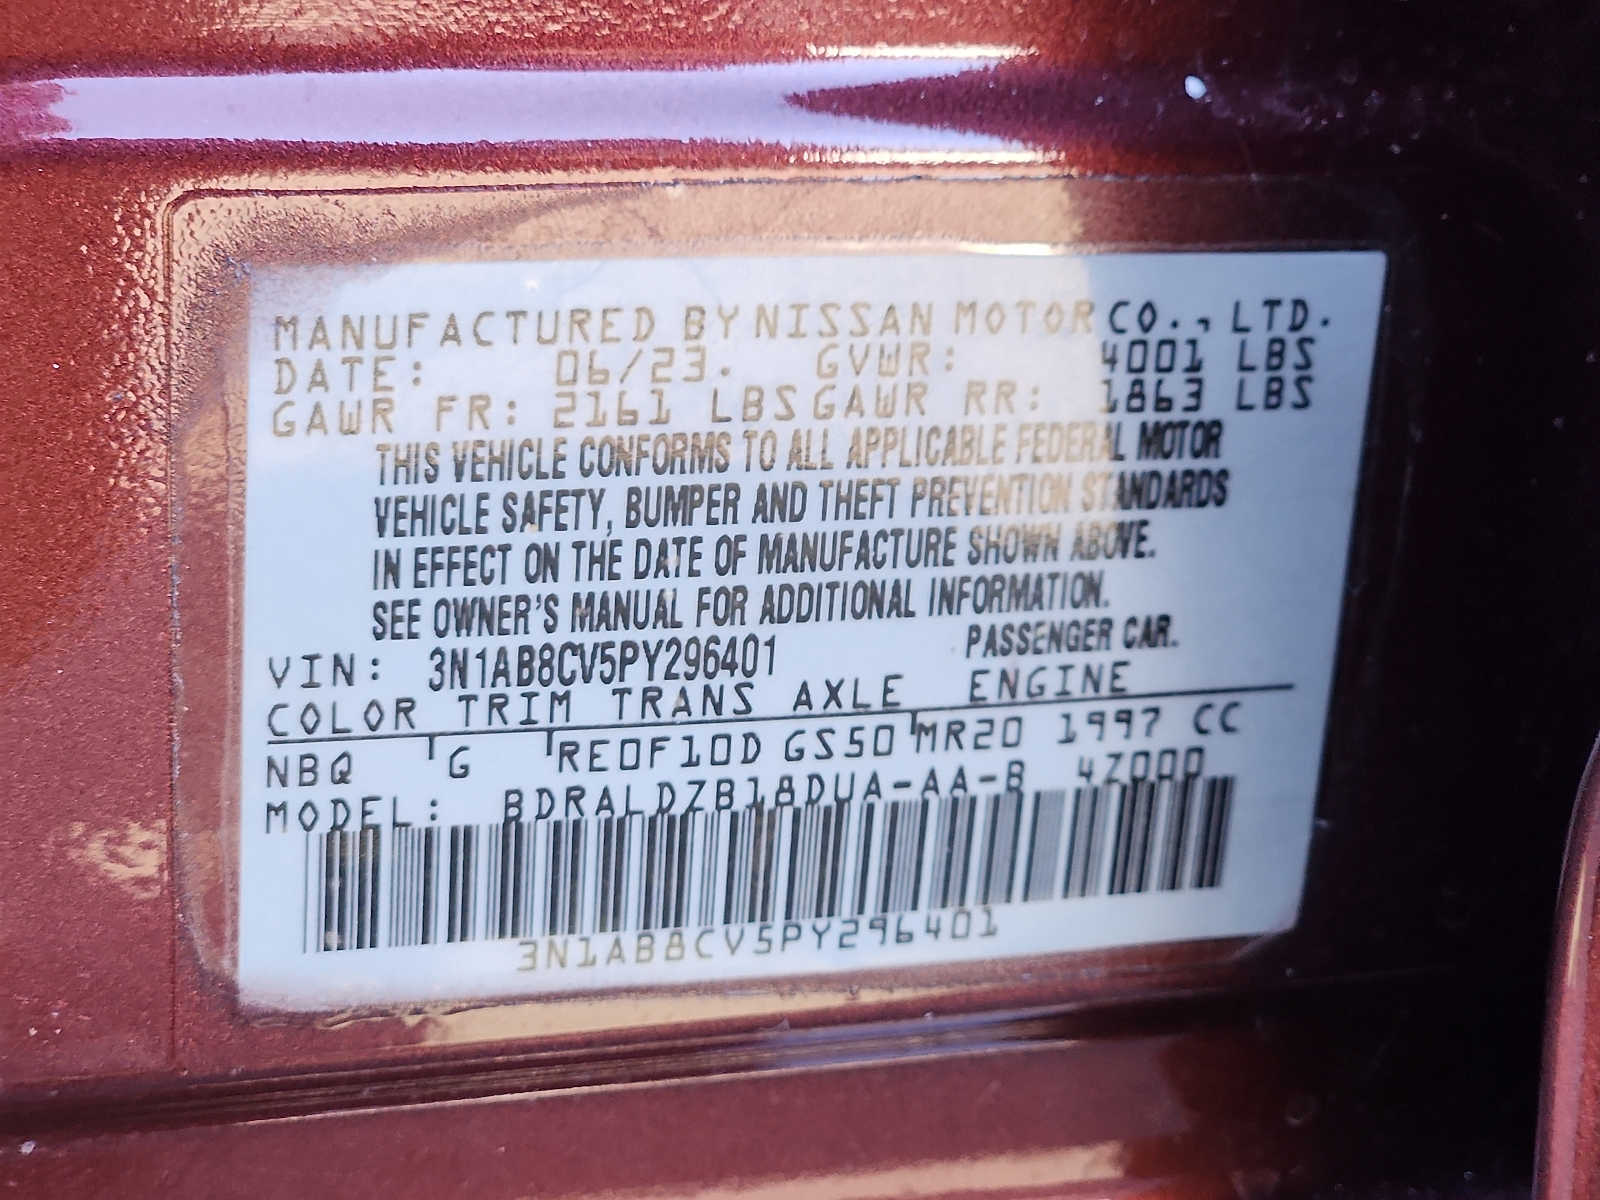 MANUFACTURED BY NISSAN MOTOR CO., LTD.
DATE: 06/23. GVWR: 4001 LBS
GAWR FR: 2161 LBS GAWR RR: 1863 LBS
THIS VEHICLE CONFORMS TO ALL APPLICABLE FEDERAL MOTOR
VEHICLE SAFETY, BUMPER AND THEFT PREVENTION STANDARDS
IN EFFECT ON THE DATE OF MANUFACTURE SHOWN ABOVE.
SEE OWNER'S MANUAL FOR ADDITIONAL INFORMATION.
VIN: 3N1AB8CV5PY296401 PASSENGER CAR.
COLOR TRIM TRANS AXLE ENGINE
NBQ G RE0F10D GS50 MR20 1997 CC
MODEL: BDRALDZB18DUA-AA-B 4Z000
3N1AB8CV5PY296401